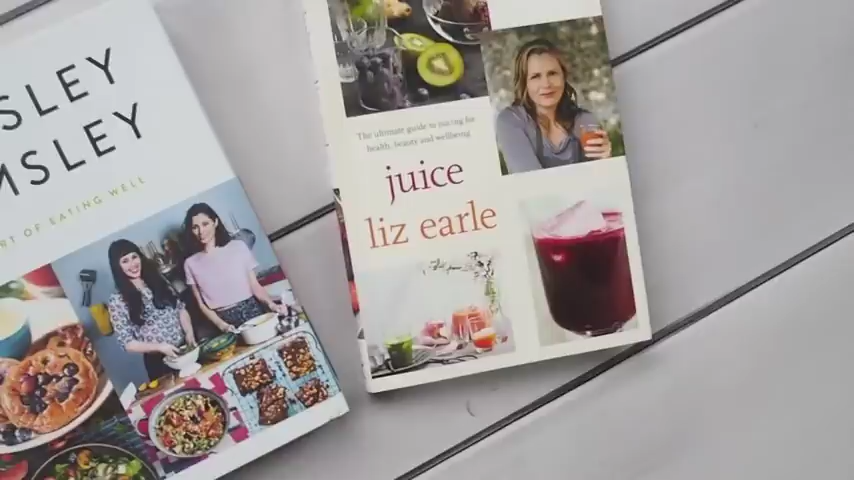 SLEY
MSLEY
RT OF EATING WELL
The ultimate guide to juicing for
health, beauty and wellbeing
juice
liz earle